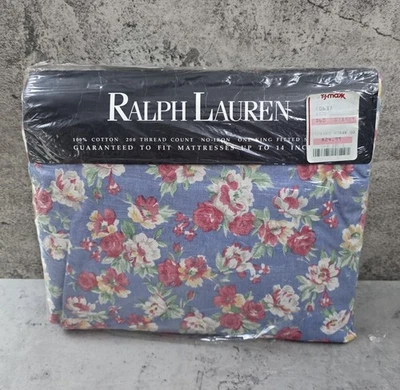 RALPH LAUREN
100% COTTON 200 THREAD COUNT NO-IRON ONE KING FITTED
GUARANTEED TO FIT MATTRESSES UP TO 14
T·J·maxx